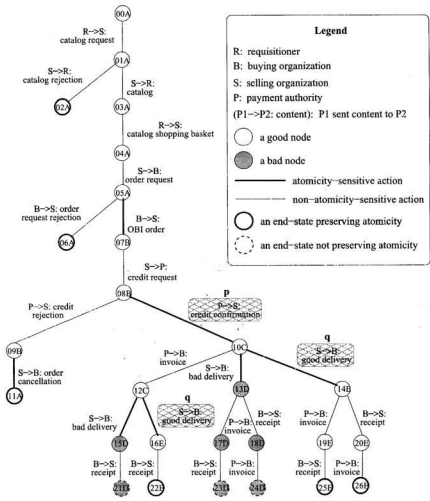 00A
R->S:
catalog request
01A
S->R:
catalog rejection
S->R:
catalog
02A
03A
R->S:
catalog shopping basket
04A
S->B:
order request
05A
B->S: order
request rejection
B->S:
OBI order
06A
07B
S->P:
credit request
08B
P->S: credit
rejection
p
P->S:
credit confirmation
09B
10C
q
S->B:
good delivery
S->B: order
cancellation
P->B:
invoice
S->B:
bad delivery
11A
12C
13D
14E
q
S->B:
good delivery
S->B:
bad delivery
P->B:
invoice
B->S:
receipt
P->B:
invoice
B->S:
receipt
15D
16E
17D
18D
19E
20E
B->S:
receipt
B->S:
receipt
B->S:
receipt
P->B:
invoice
B->S:
receipt
P->B:
invoice
21D
22E
23D
24D
25E
26E
Legend
R: requisitioner
B: buying organization
S: selling organization
P: payment authority
(P1->P2: content): P1 sent content to P2
a good node
a bad node
atomicity-sensitive action
non-atomicity-sensitive action
an end-state preserving atomicity
an end-state not preserving atomicity